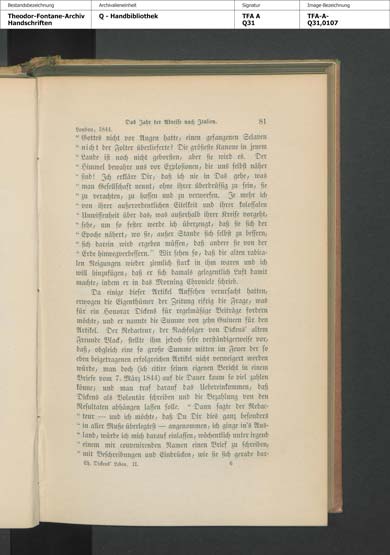 Bestandsbezeichnung
Archivalieneinheit
Signatur
Image-Bezeichnung
Theodor-Fontane-Archiv
Handschriften
Q - Handbibliothek
TFA A
Q31
TFA-A-
Q31,0107
Das Jahr der Abreise nach Italien. 81
London, 1844.
“ Gottes nicht vor Augen hatte, einen gefangenen Sclaven
“ nicht der Folter überlieferte! Die größeste Kanone in jenem
“ Lande ist noch nicht geborsten, aber sie wird es. Der
“ Himmel bewahre uns vor Explosionen, die uns selbst näher
“ sind! Ich erkläre Dir, daß ich nie in Das gehe, was
“ man Gesellschaft nennt, ohne ihrer überdrüssig zu sein, sie
“ zu verachten, zu hassen und zu verwerfen. Je mehr ich
“ von ihrer außerordentlichen Eitelkeit und ihrer kolossalen
“ Unwissenheit über das, was außerhalb ihrer Kreise vorgeht,
“ sehe, um so fester werde ich überzeugt, daß sie sich der
“ Epoche nähert, wo sie, außer Stande sich selbst zu bessern,
“ sich darein wird ergeben müssen, daß andere sie von der
“ Erde hinwegverbessern.” Wir sehen so, daß die alten radica-
len Neigungen wieder ziemlich stark in ihm waren und ich
will hinzufügen, daß er sich damals gelegentlich Luft damit
machte, indem er in das Morning Chronicle schrieb.
Da einige dieser Artikel Aufsehen verursacht hatten,
erwogen die Eigenthümer der Zeitung eifrig die Frage, was
für ein Honorar Dickens für regelmäßige Beiträge fordern
möchte; und er nannte die Summe von zehn Guineen für den
Artikel. Der Redacteur, der Nachfolger von Dickens' altem
Freunde Black, stellte ihm jedoch sehr verständigerweise vor,
daß, obgleich eine so große Summe mitten im Feuer der so
eben beigetragenen erfolgreichen Artikel nicht verweigert werden
würde, man doch (ich citire seinen eigenen Bericht in einem
Briefe vom 7. März 1844) auf die Dauer kaum so viel zahlen
könne; und man traf darauf das Uebereinkommen, daß
Dickens als Volontär schreiben und die Bezahlung von den
Resultaten abhängen lassen solle. “ Dann sagte der Redac-
“ teur — und ich möchte, daß Du Dir dies ganz besonders
“ in aller Muße überlegtest — angenommen, ich ginge in's Aus-
“ land, würde ich mich darauf einlassen, wöchentlich unter irgend
“ einem mir convenirenden Namen einen Brief zu schreiben,
“ mit Beschreibungen und Eindrücken, wie sie sich gerade dar-
Ch. Dickens' Leben. II. 6